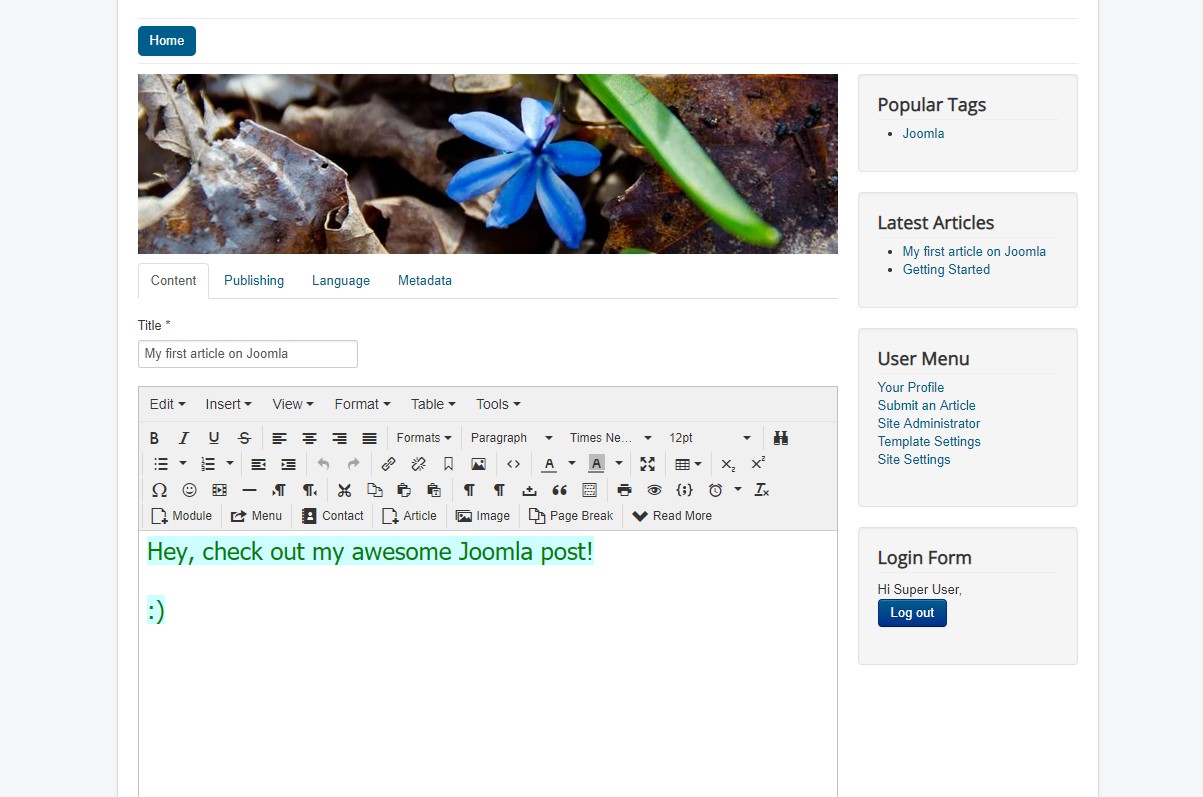 Home
Popular Tags
Joomla
Latest Articles
My first article on Joomla
Getting Started
Content Publishing Language Metadata
Title *
My first article on Joomla
User Menu
Your Profile
Submit an Article
Site Administrator
Template Settings
Site Settings
Edit Insert View Format Table Tools
B I U S Formats Paragraph Times Ne... 12pt
Module Menu Contact Article Image Page Break Read More
Hey, check out my awesome Joomla post!
:)
Login Form
Hi Super User,
Log out